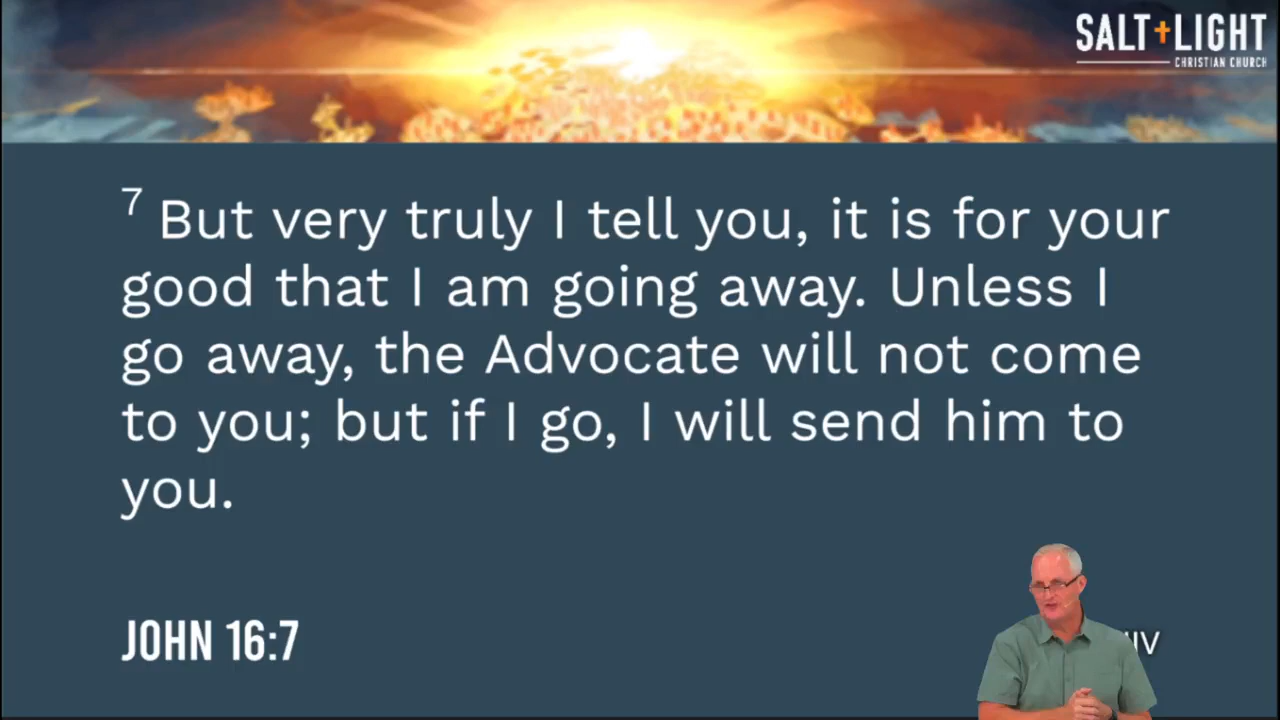 SALT+LIGHT
CHRISTIAN CHURCH
7 But very truly I tell you, it is for your
good that I am going away. Unless I
go away, the Advocate will not come
to you; but if I go, I will send him to
you.
JOHN 16:7